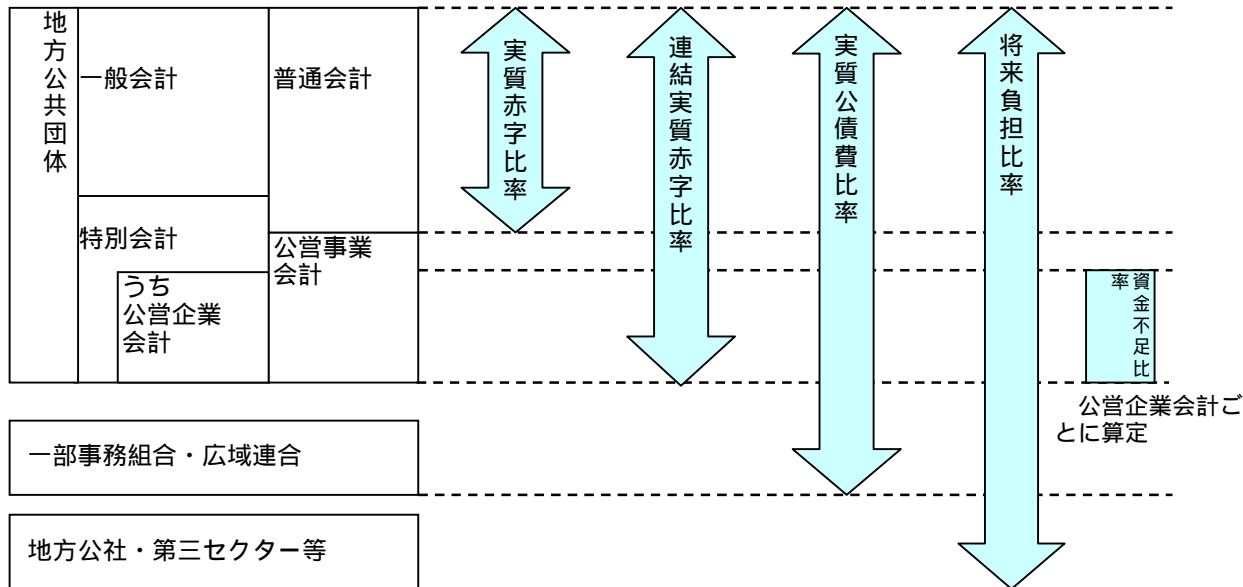 地方公共団体
一般会計
普通会計
特別会計
公営事業
会計
うち
公営企業
会計
実質赤字比率
連結実質赤字比率
実質公債費比率
将来負担比率
資金不足比
率
公営企業会計ご
とに算定
一部事務組合・広域連合
地方公社・第三セクター等